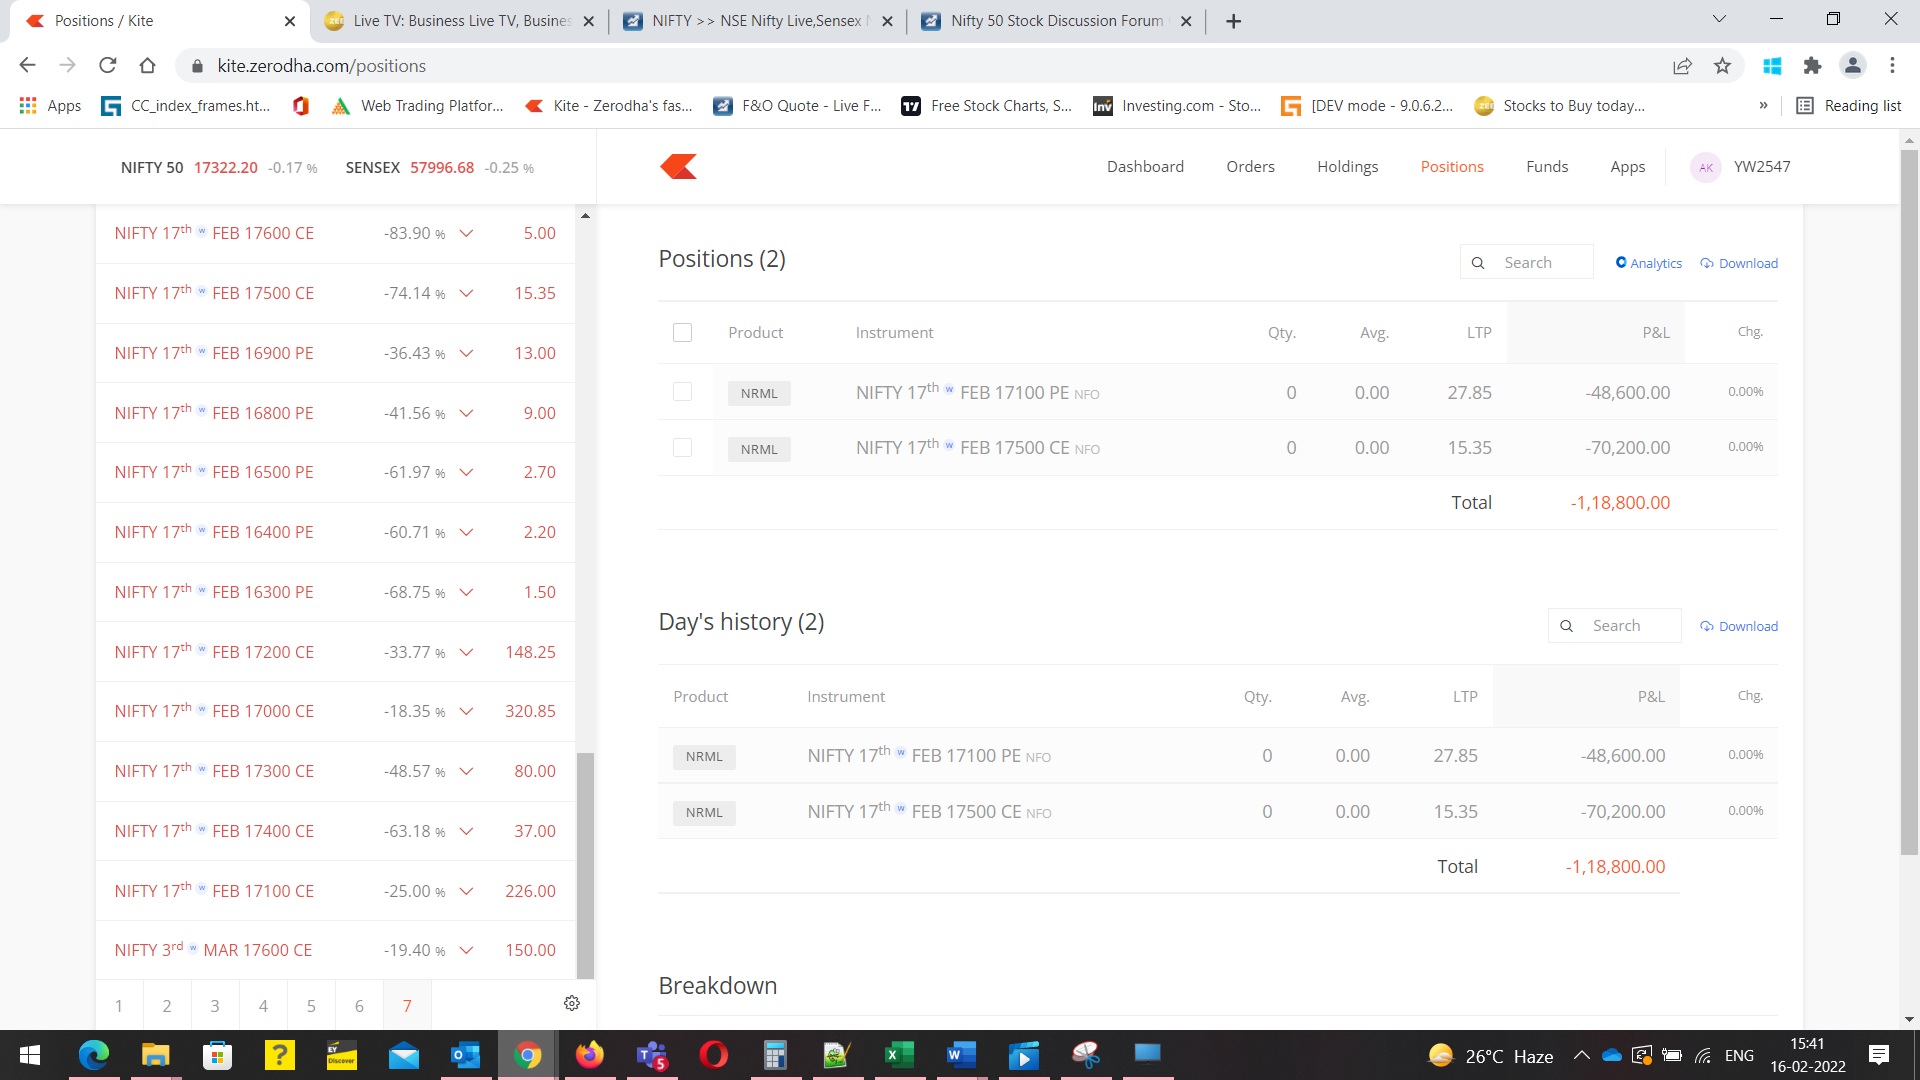 Positions / Kite
Live TV: Business Live TV, Busines
NIFTY >> NSE Nifty Live,Sensex
Nifty 50 Stock Discussion Forum
kite.zerodha.com/positions
Apps
CC_index_frames.ht...
Web Trading Platfor...
Kite - Zerodha's fas...
F&O Quote - Live F...
Free Stock Charts, S...
Investing.com - Sto...
[DEV mode - 9.0.6.2...
Stocks to Buy today...
»
Reading list
NIFTY 50 17322.20 -0.17 %
SENSEX 57996.68 -0.25 %
Dashboard
Orders
Holdings
Positions
Funds
Apps
AK YW2547
NIFTY 17th w FEB 17600 CE -83.90 % 5.00
NIFTY 17th w FEB 17500 CE -74.14 % 15.35
NIFTY 17th w FEB 16900 PE -36.43 % 13.00
NIFTY 17th w FEB 16800 PE -41.56 % 9.00
NIFTY 17th w FEB 16500 PE -61.97 % 2.70
NIFTY 17th w FEB 16400 PE -60.71 % 2.20
NIFTY 17th w FEB 16300 PE -68.75 % 1.50
NIFTY 17th w FEB 17200 CE -33.77 % 148.25
NIFTY 17th w FEB 17000 CE -18.35 % 320.85
NIFTY 17th w FEB 17300 CE -48.57 % 80.00
NIFTY 17th w FEB 17400 CE -63.18 % 37.00
NIFTY 17th w FEB 17100 CE -25.00 % 226.00
NIFTY 3rd w MAR 17600 CE -19.40 % 150.00
1 2 3 4 5 6 7
Positions (2)
Search
Analytics
Download
Product Instrument Qty. Avg. LTP P&L Chg.
NRML NIFTY 17th w FEB 17100 PE NFO 0 0.00 27.85 -48,600.00 0.00%
NRML NIFTY 17th w FEB 17500 CE NFO 0 0.00 15.35 -70,200.00 0.00%
Total -1,18,800.00
Day's history (2)
Search
Download
Product Instrument Qty. Avg. LTP P&L Chg.
NRML NIFTY 17th w FEB 17100 PE NFO 0 0.00 27.85 -48,600.00 0.00%
NRML NIFTY 17th w FEB 17500 CE NFO 0 0.00 15.35 -70,200.00 0.00%
Total -1,18,800.00
Breakdown
26°C Haze
ENG
15:41
16-02-2022